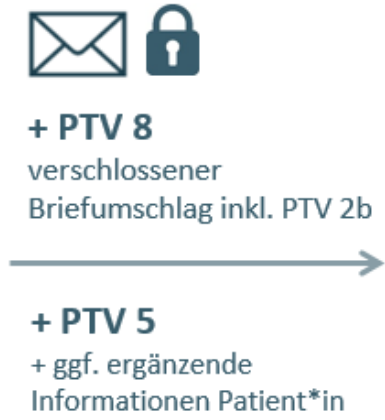 + PTV 8
verschlossener
Briefumschlag inkl. PTV 2b
+ PTV 5
+ ggf. ergänzende
Informationen Patient*in